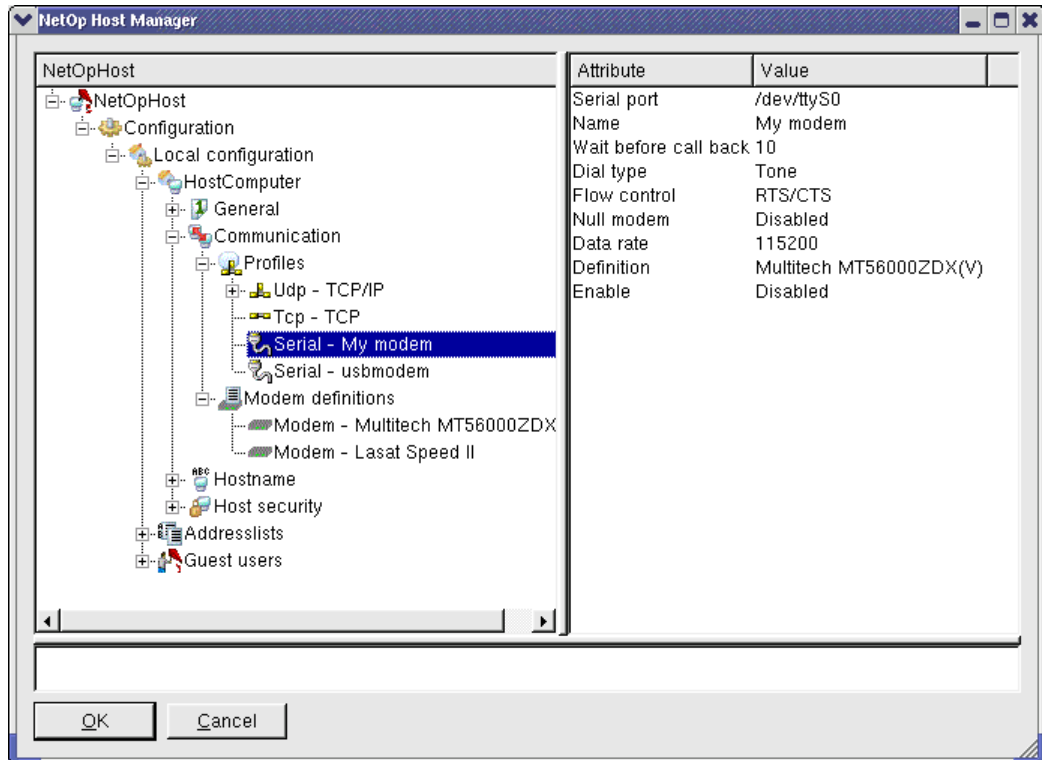 NetOp Host Manager
NetOpHost
NetOpHost
Configuration
Local configuration
HostComputer
General
Communication
Profiles
Udp - TCP/IP
Tcp - TCP
Serial - My modem
Serial - usbmodem
Modem definitions
Modem - Multitech MT56000ZDX
Modem - Lasat Speed II
ABC
Hostname
Host security
Addresslists
Guest users
Attribute Value
Serial port /dev/ttyS0
Name My modem
Wait before call back 10
Dial type Tone
Flow control RTS/CTS
Null modem Disabled
Data rate 115200
Definition Multitech MT56000ZDX(V)
Enable Disabled
OK Cancel